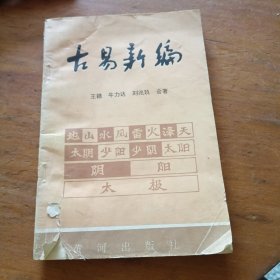 古易新编
王赣 牛力达 刘兆玖 合著
地山水风雷火泽天
太阴少阳少阴太阳
阴 阳
太极
黄河出版社